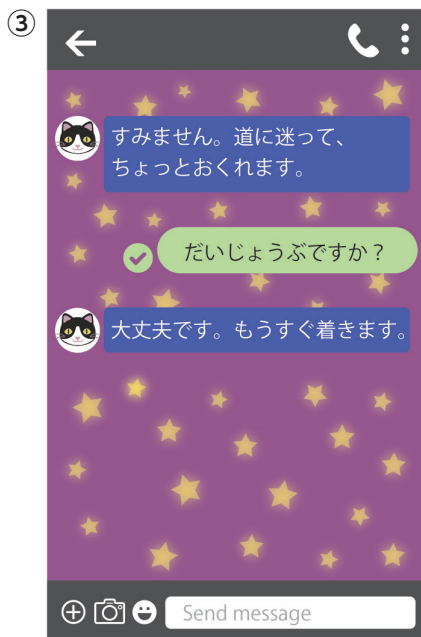 ③
すみません。道に迷って、
ちょっとおくれます。
だいじょうぶですか？
大丈夫です。もうすぐ着きます。
Send message